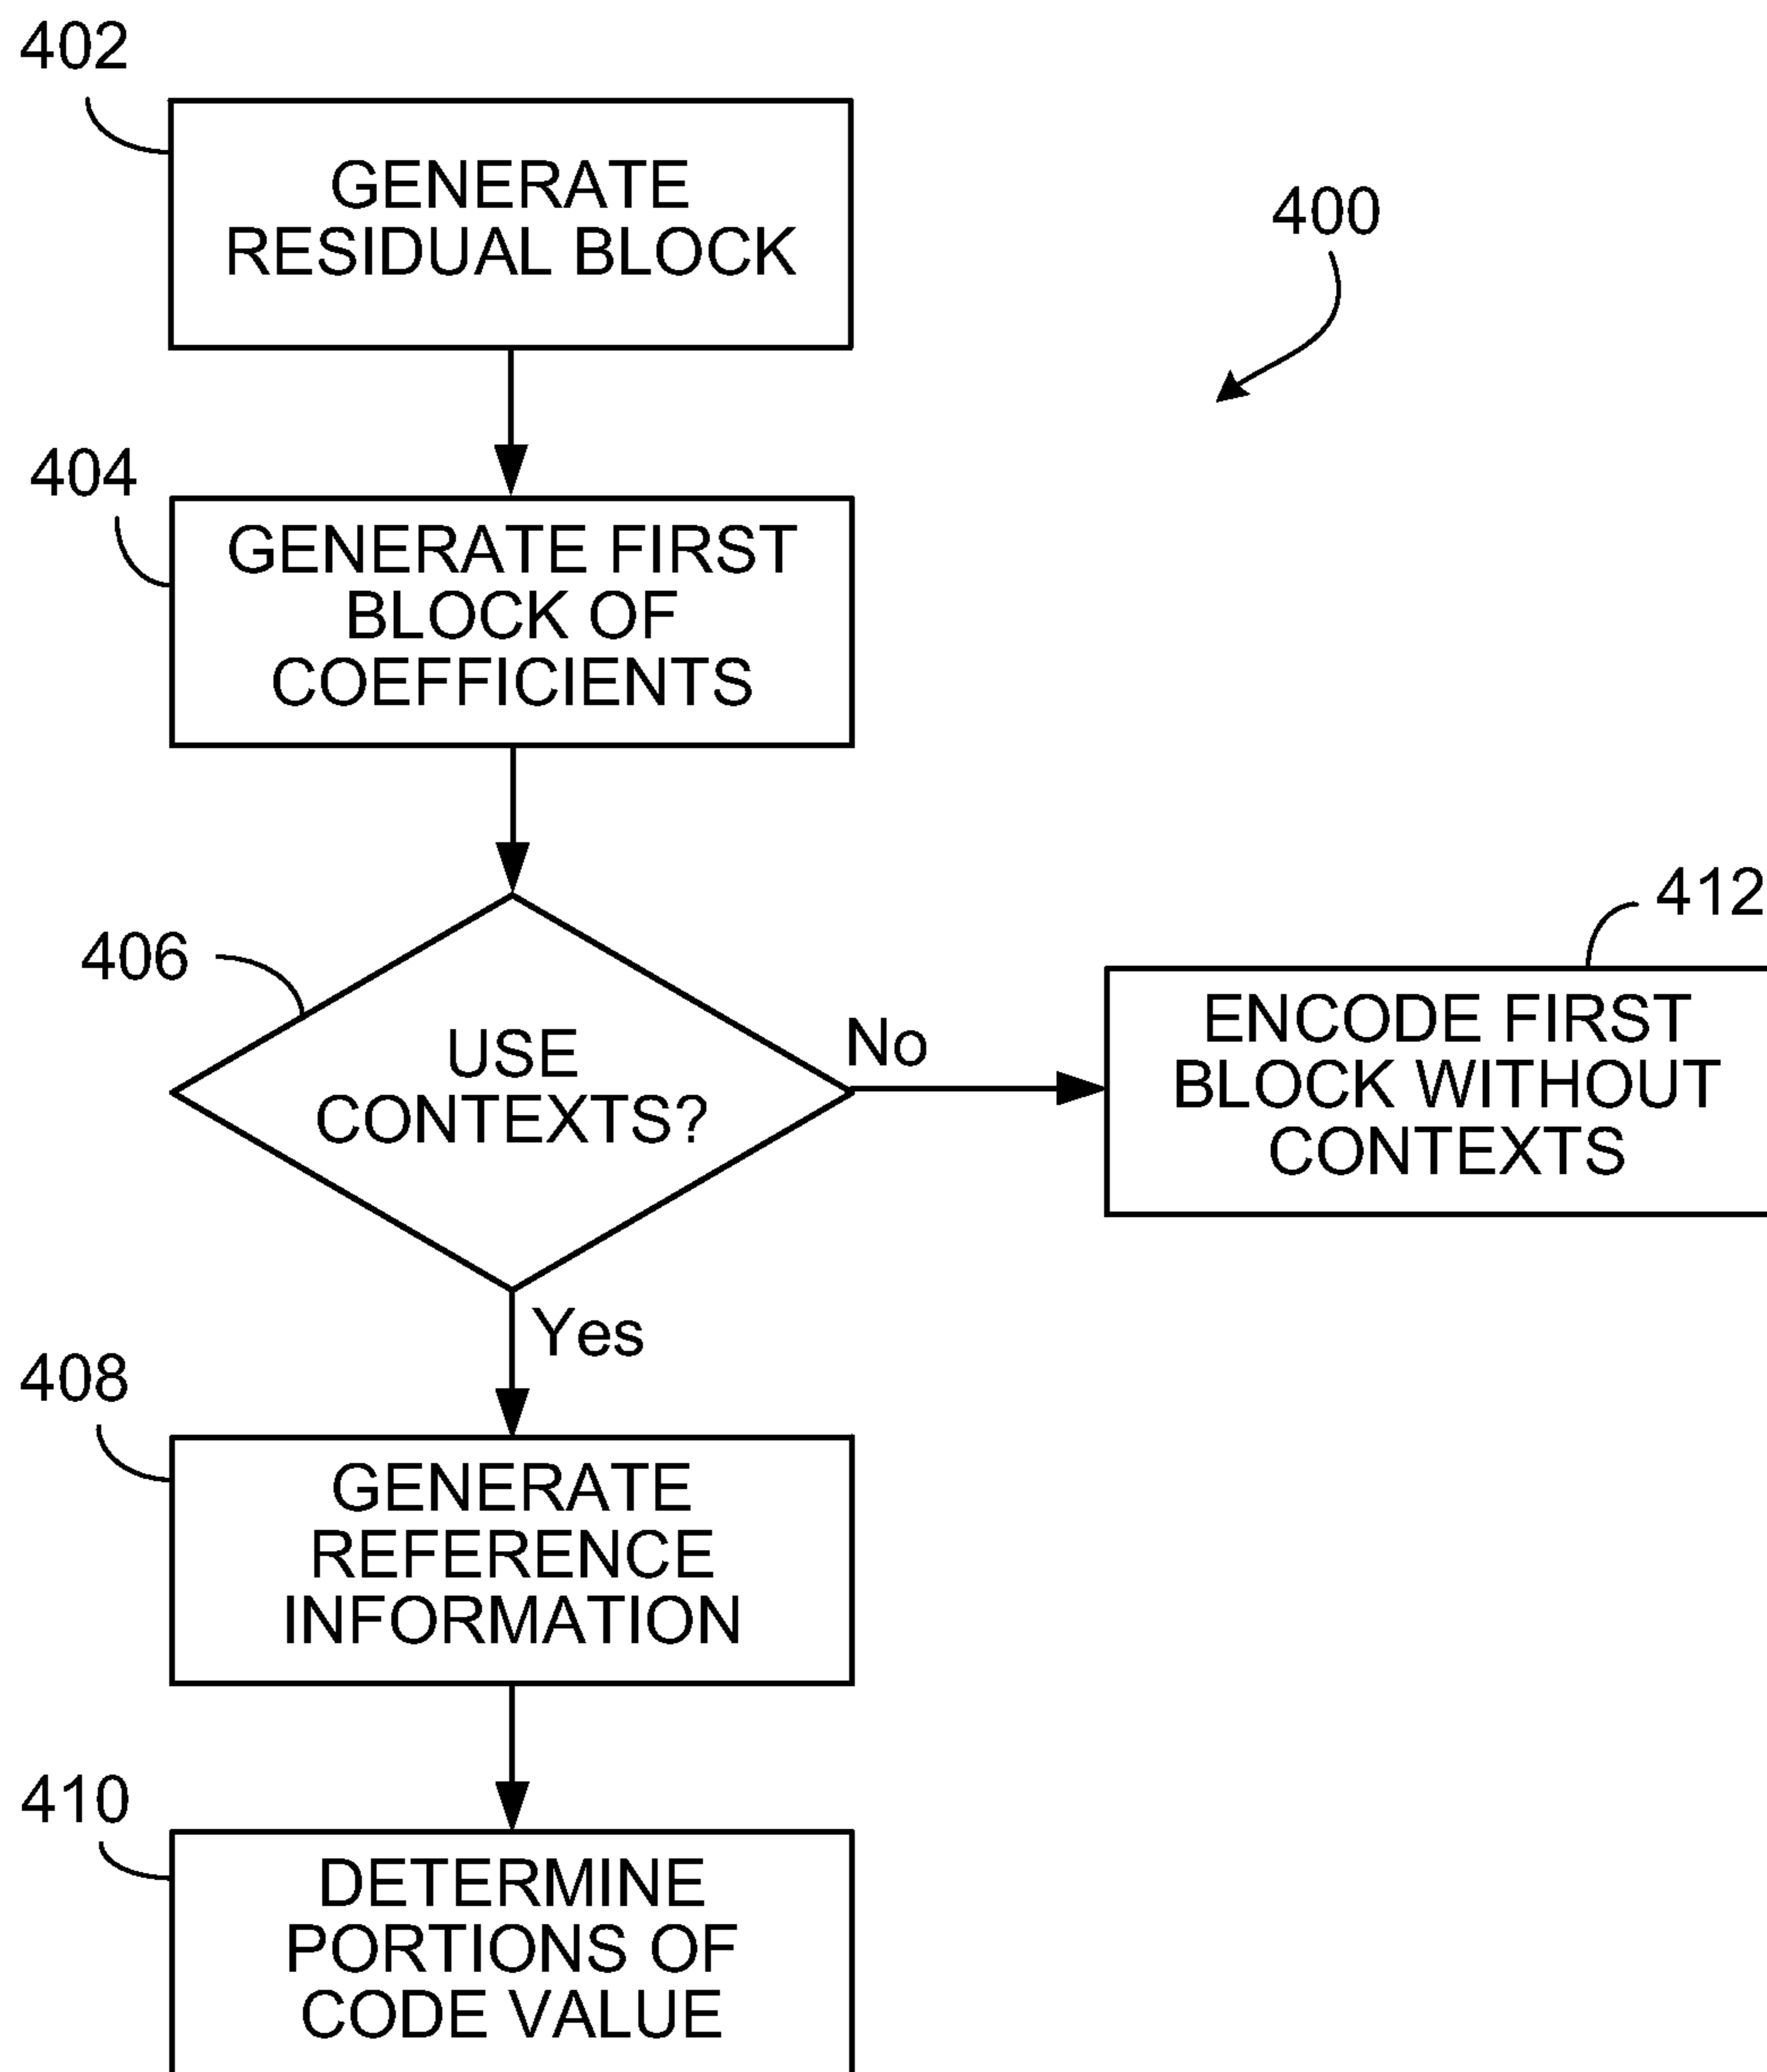 402
GENERATE
RESIDUAL BLOCK
400
404
GENERATE FIRST
BLOCK OF
COEFFICIENTS
406
USE
CONTEXTS?
No
412
ENCODE FIRST
BLOCK WITHOUT
CONTEXTS
Yes
408
GENERATE
REFERENCE
INFORMATION
410
DETERMINE
PORTIONS OF
CODE VALUE